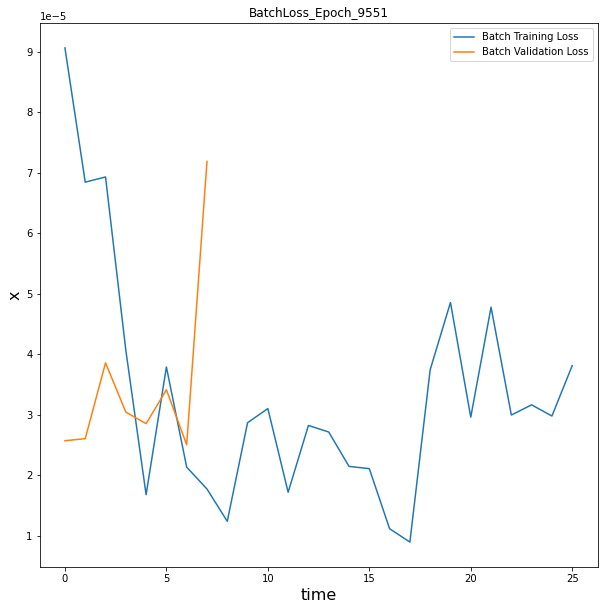 BatchLoss_Epoch_9551
1e−5
Batch Training Loss
Batch Validation Loss
9
8
7
6
5
4
3
2
1
x
0 5 10 15 20 25
time